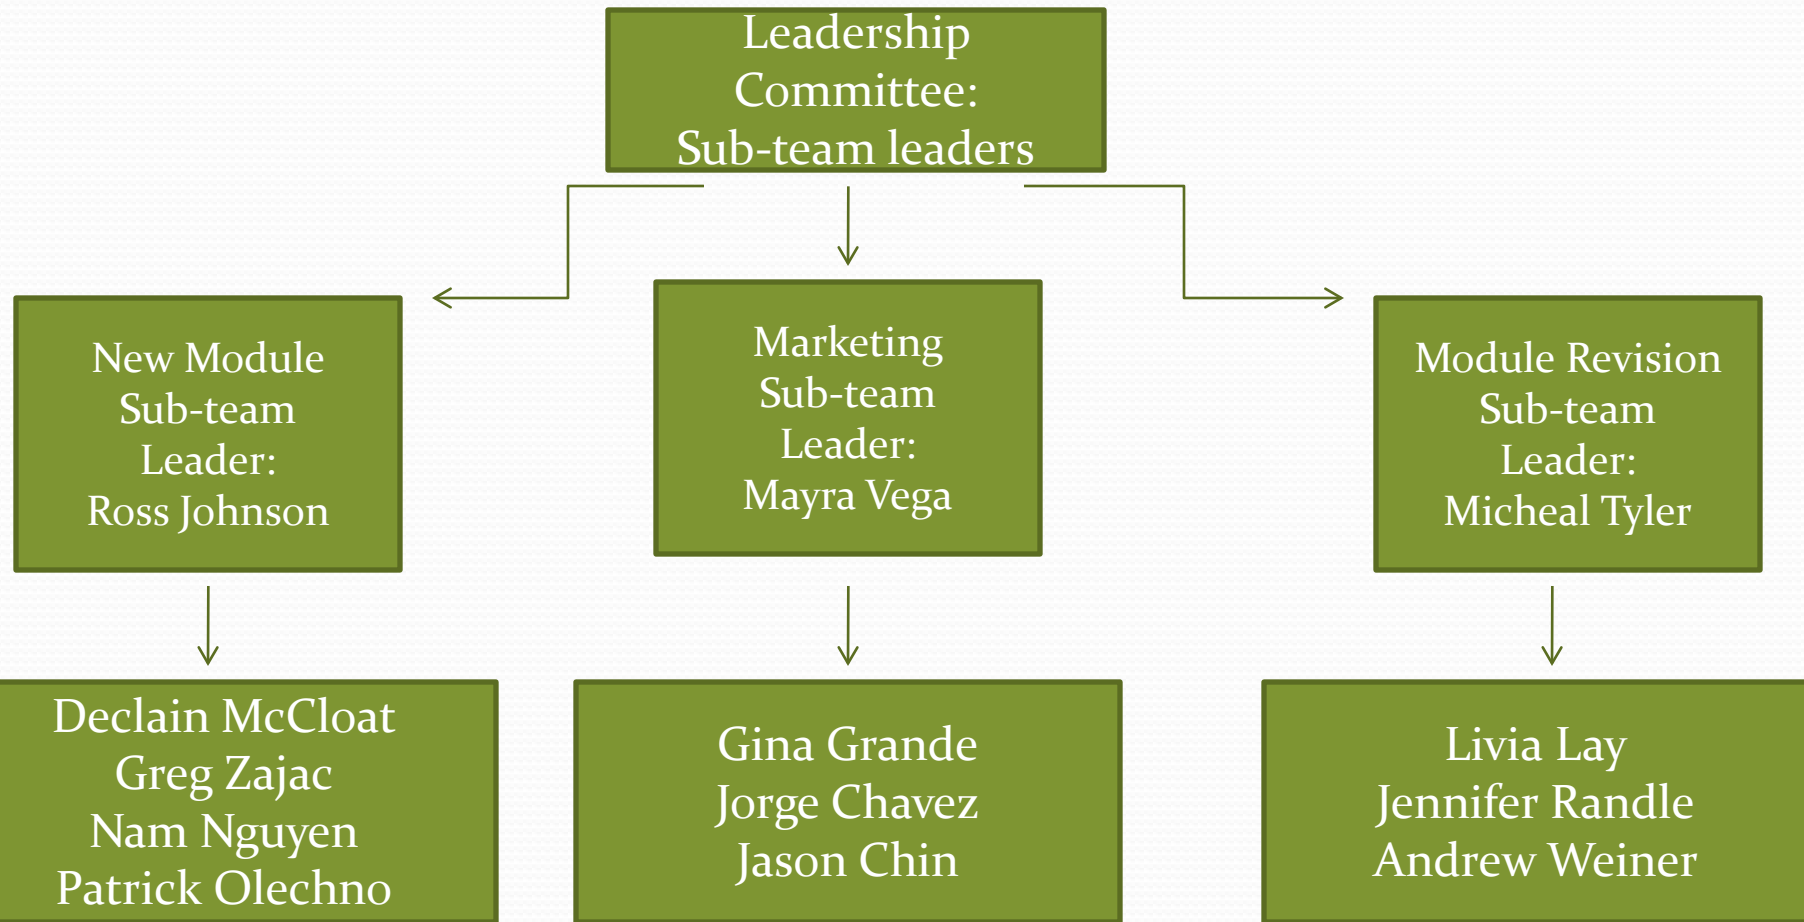 Leadership
Committee:
Sub-team leaders
New Module
Sub-team
Leader:
Ross Johnson
Marketing
Sub-team
Leader:
Mayra Vega
Module Revision
Sub-team
Leader:
Micheal Tyler
Declain McCloat
Greg Zajac
Nam Nguyen
Patrick Olechno
Gina Grande
Jorge Chavez
Jason Chin
Livia Lay
Jennifer Randle
Andrew Weiner